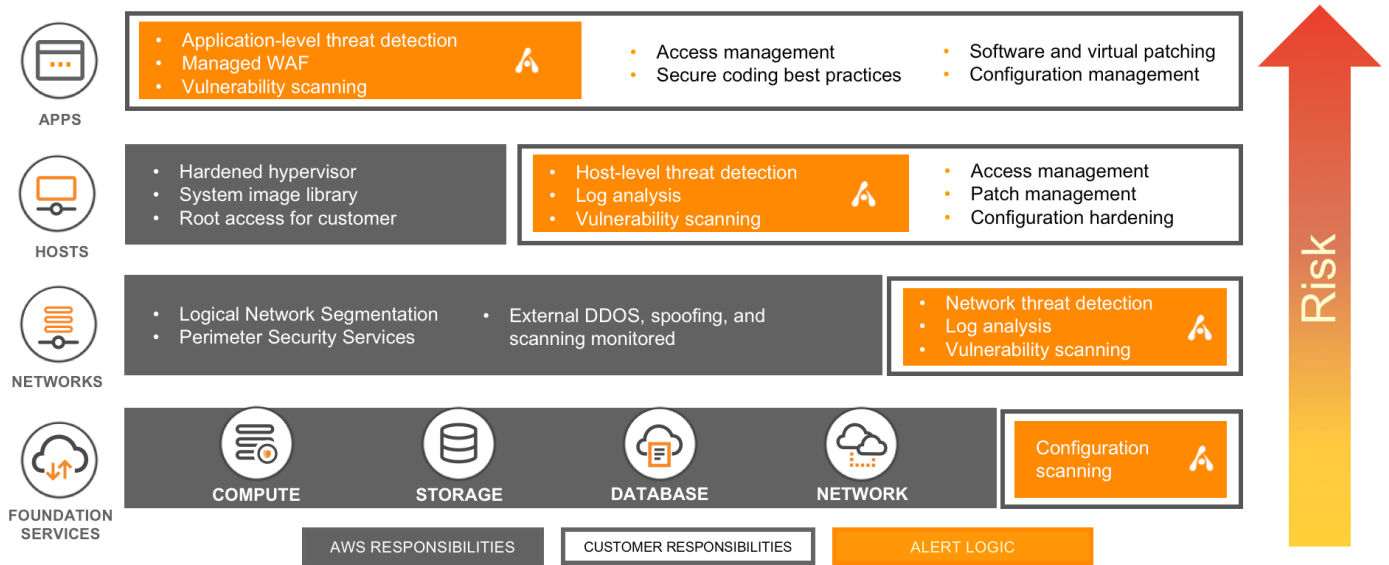 Application-level threat detection
Managed WAF
Vulnerability scanning
Access management
Secure coding best practices
Software and virtual patching
Configuration management
APPS
Hardened hypervisor
System image library
Root access for customer
Host-level threat detection
Log analysis
Vulnerability scanning
Access management
Patch management
Configuration hardening
HOSTS
Logical Network Segmentation
Perimeter Security Services
External DDOS, spoofing, and
scanning monitored
Network threat detection
Log analysis
Vulnerability scanning
NETWORKS
COMPUTE
STORAGE
DATABASE
NETWORK
Configuration
scanning
FOUNDATION
SERVICES
Risk
AWS RESPONSIBILITIES
CUSTOMER RESPONSIBILITIES
ALERT LOGIC